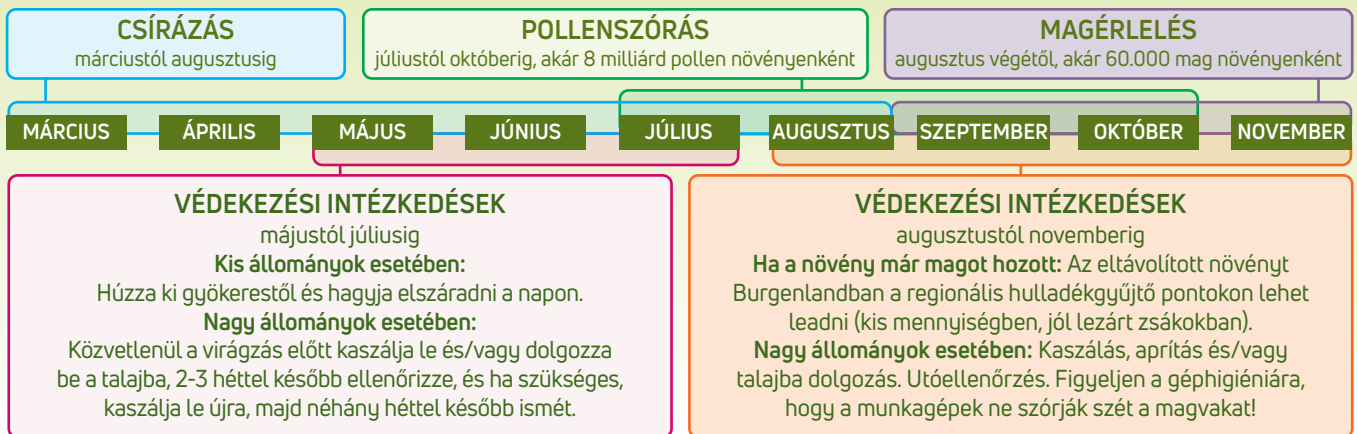 CSÍRÁZÁS
márciustól augusztusig
POLLENSZÓRÁS
júliustól októberig, akár 8 milliárd pollen növényenként
MAGÉRLELÉS
augusztus végétől, akár 60.000 mag növényenként
MÁRCIUS ÁPRILIS MÁJUS JÚNIUS JÚLIUS AUGUSZTUS SZEPTEMBER OKTÓBER NOVEMBER
VÉDEKEZÉSI INTÉZKEDÉSEK
májustól júliusig
Kis állományok esetében:
Húzza ki gyökerestől és hagyja elszáradni a napon.
Nagy állományok esetében:
Közvetlenül a virágzás előtt kaszálja le és/vagy dolgozza
be a talajba, 2-3 héttel később ellenőrizze, és ha szükséges,
kaszálja le újra, majd néhány héttel később ismét.
VÉDEKEZÉSI INTÉZKEDÉSEK
augusztustól novemberig
Ha a növény már magot hozott: Az eltávolított növényt
Burgenlandban a regionális hulladékgyűjtő pontokon lehet
leadni (kis mennyiségben, jól lezárt zsákokban).
Nagy állományok esetében: Kaszálás, aprítás és/vagy
talajba dolgozás. Utóellenőrzés. Figyeljen a géphigiéniára,
hogy a munkagépek ne szórják szét a magvakat!